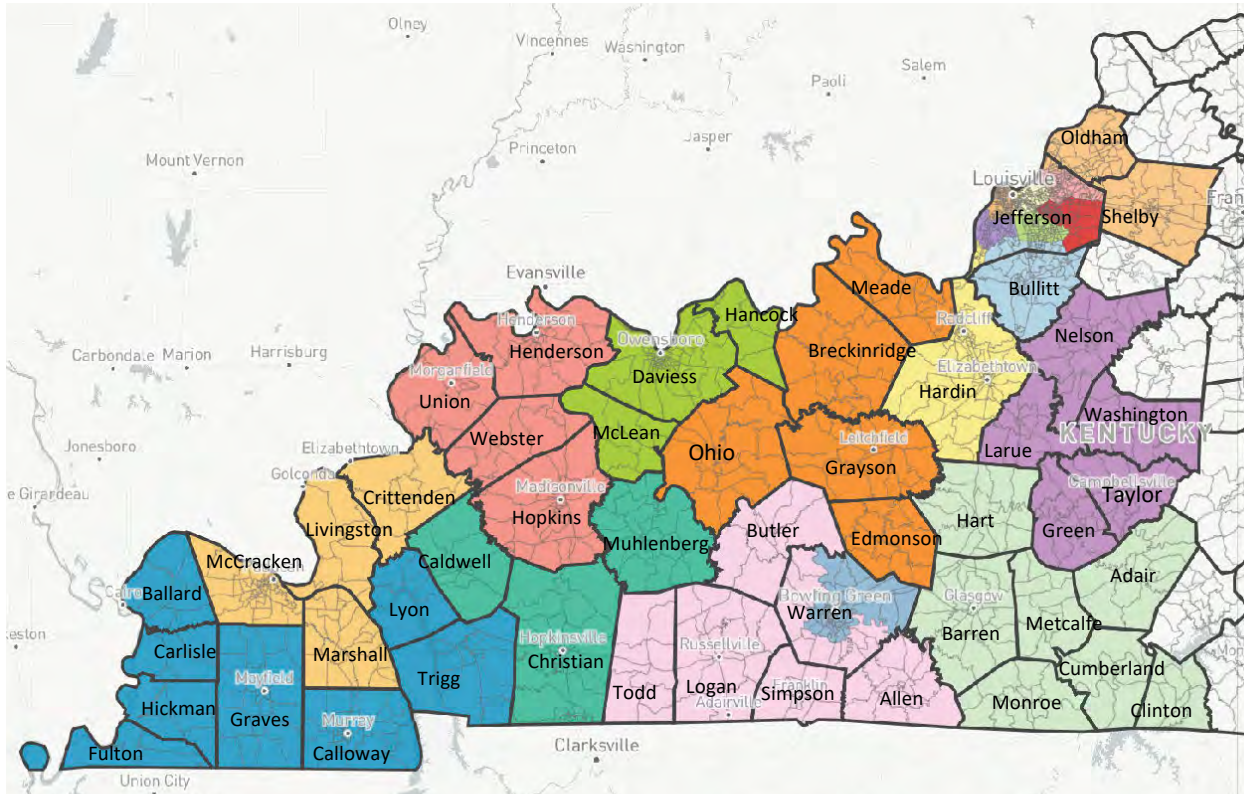 Olney
Vincennes
Washington
Salem
Paoli
Jasper
Princeton
Mount Vernon
Oldham
Louisville
Jefferson
Shelby
Evansville
Meade
Bullitt
Hancock
Radcliff
Nelson
Henderson
Henderson
Owensboro
Breckinridge
Carbondale
Marion
Harrisburg
Morganfield
Daviess
Elizabethtown
Hardin
Union
Washington
Webster
McLean
KENTUCKY
Jonesboro
Elizabethtown
Ohio
Leitchfield
Larue
Golconda
Grayson
Campbellsville
e Girardeau
Crittenden
Madisonville
Taylor
Hopkins
Livingston
Butler
Hart
Green
Muhlenberg
Edmonson
McCracken
Caldwell
Adair
Ballard
Lyon
Bowling Green
Warren
Glasgow
Metcalfe
Barren
Hopkinsville
Russellville
Carlisle
Marshall
Christian
Cumberland
Trigg
Mayfield
Todd
Logan
Franklin
Simpson
Allen
Monroe
Clinton
Hickman
Graves
Adairville
Murray
Calloway
Fulton
Clarksville
Union City